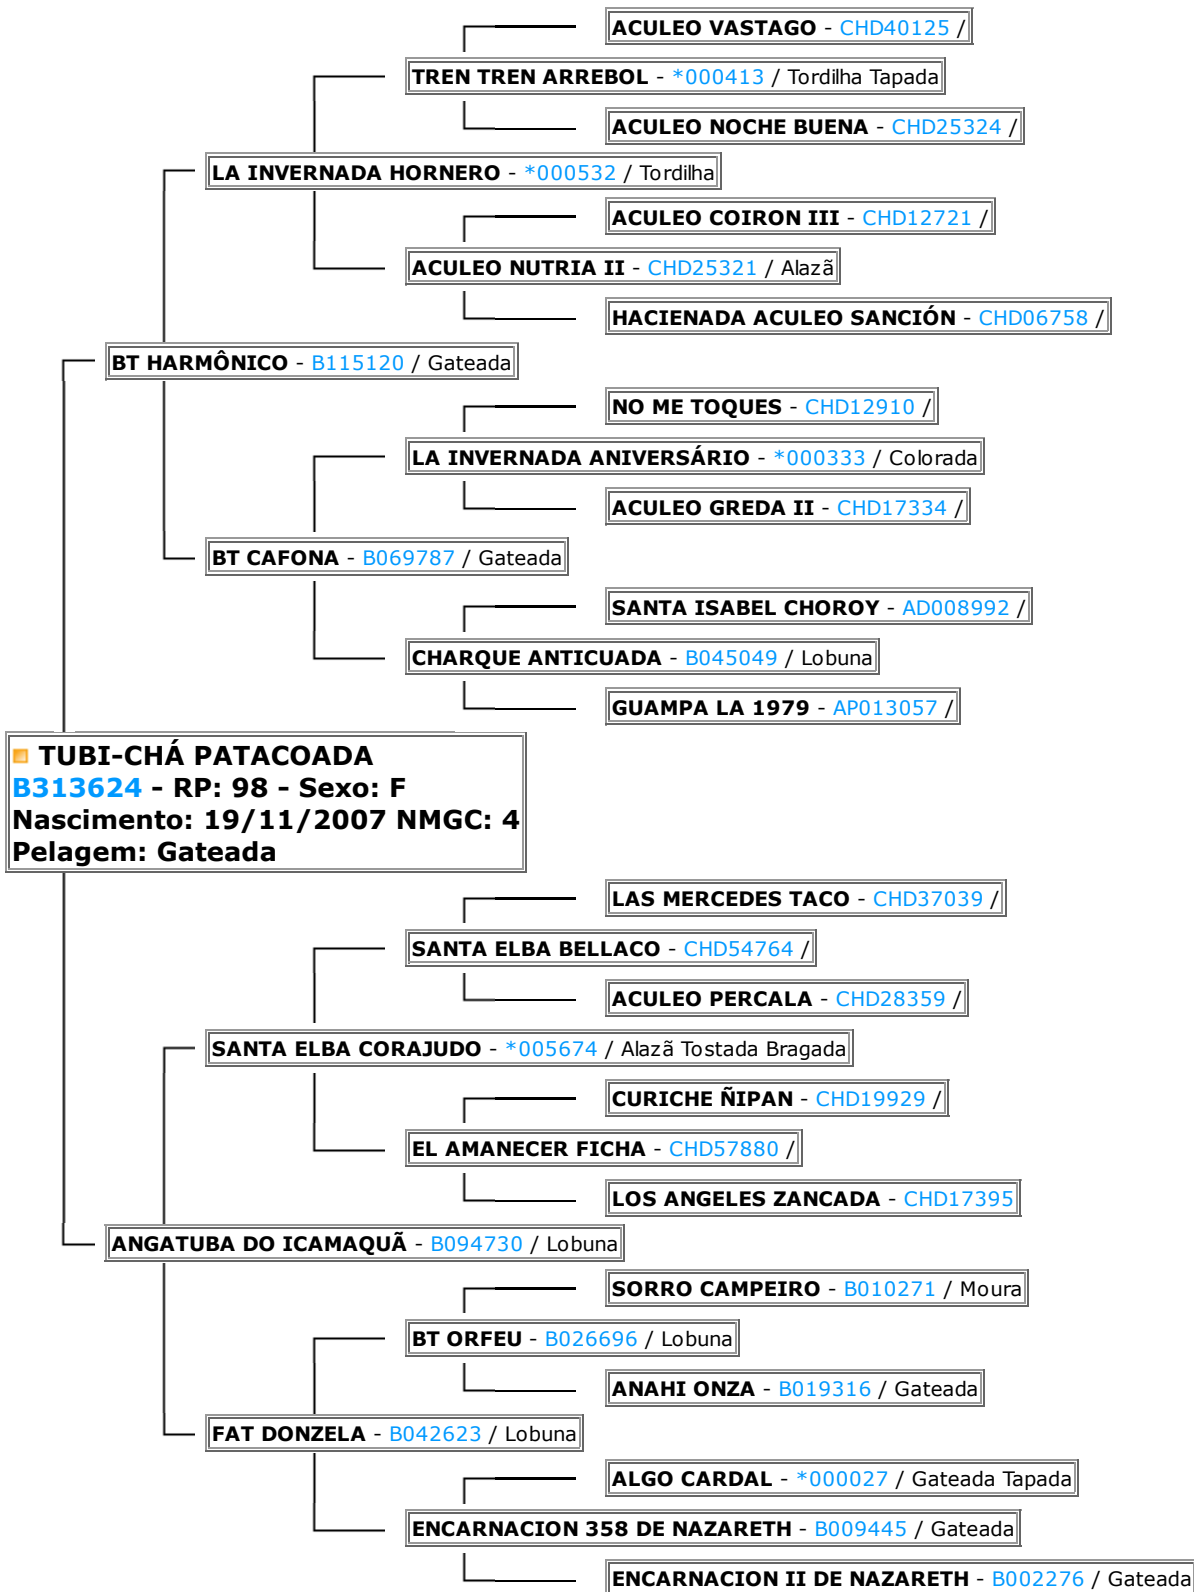 ACULEO VASTAGO - CHD40125 /
TREN TREN ARREBOL - *000413 / Tordilha Tapada
ACULEO NOCHE BUENA - CHD25324 /
LA INVERNADA HORNERO - *000532 / Tordilha
ACULEO COIRON III - CHD12721 /
ACULEO NUTRIA II - CHD25321 / Alazã
HACIENADA ACULEO SANCIÓN - CHD06758 /
BT HARMÔNICO - B115120 / Gateada
NO ME TOQUES - CHD12910 /
LA INVERNADA ANIVERSÁRIO - *000333 / Colorada
ACULEO GREDA II - CHD17334 /
BT CAFONA - B069787 / Gateada
SANTA ISABEL CHOROY - AD008992 /
CHARQUE ANTICUADA - B045049 / Lobuna
GUAMPA LA 1979 - AP013057 /
TUBI-CHÁ PATACOADA
B313624 - RP: 98 - Sexo: F
Nascimento: 19/11/2007 NMGC: 4
Pelagem: Gateada
LAS MERCEDES TACO - CHD37039 /
SANTA ELBA BELLACO - CHD54764 /
ACULEO PERCALA - CHD28359 /
SANTA ELBA CORAJUDO - *005674 / Alazã Tostada Bragada
CURICHE ÑIPAN - CHD19929 /
EL AMANECER FICHA - CHD57880 /
LOS ANGELES ZANCADA - CHD17395
ANGATUBA DO ICAMAQUÃ - B094730 / Lobuna
SORRO CAMPEIRO - B010271 / Moura
BT ORFEU - B026696 / Lobuna
ANAHI ONZA - B019316 / Gateada
FAT DONZELA - B042623 / Lobuna
ALGO CARDAL - *000027 / Gateada Tapada
ENCARNACION 358 DE NAZARETH - B009445 / Gateada
ENCARNACION II DE NAZARETH - B002276 / Gateada